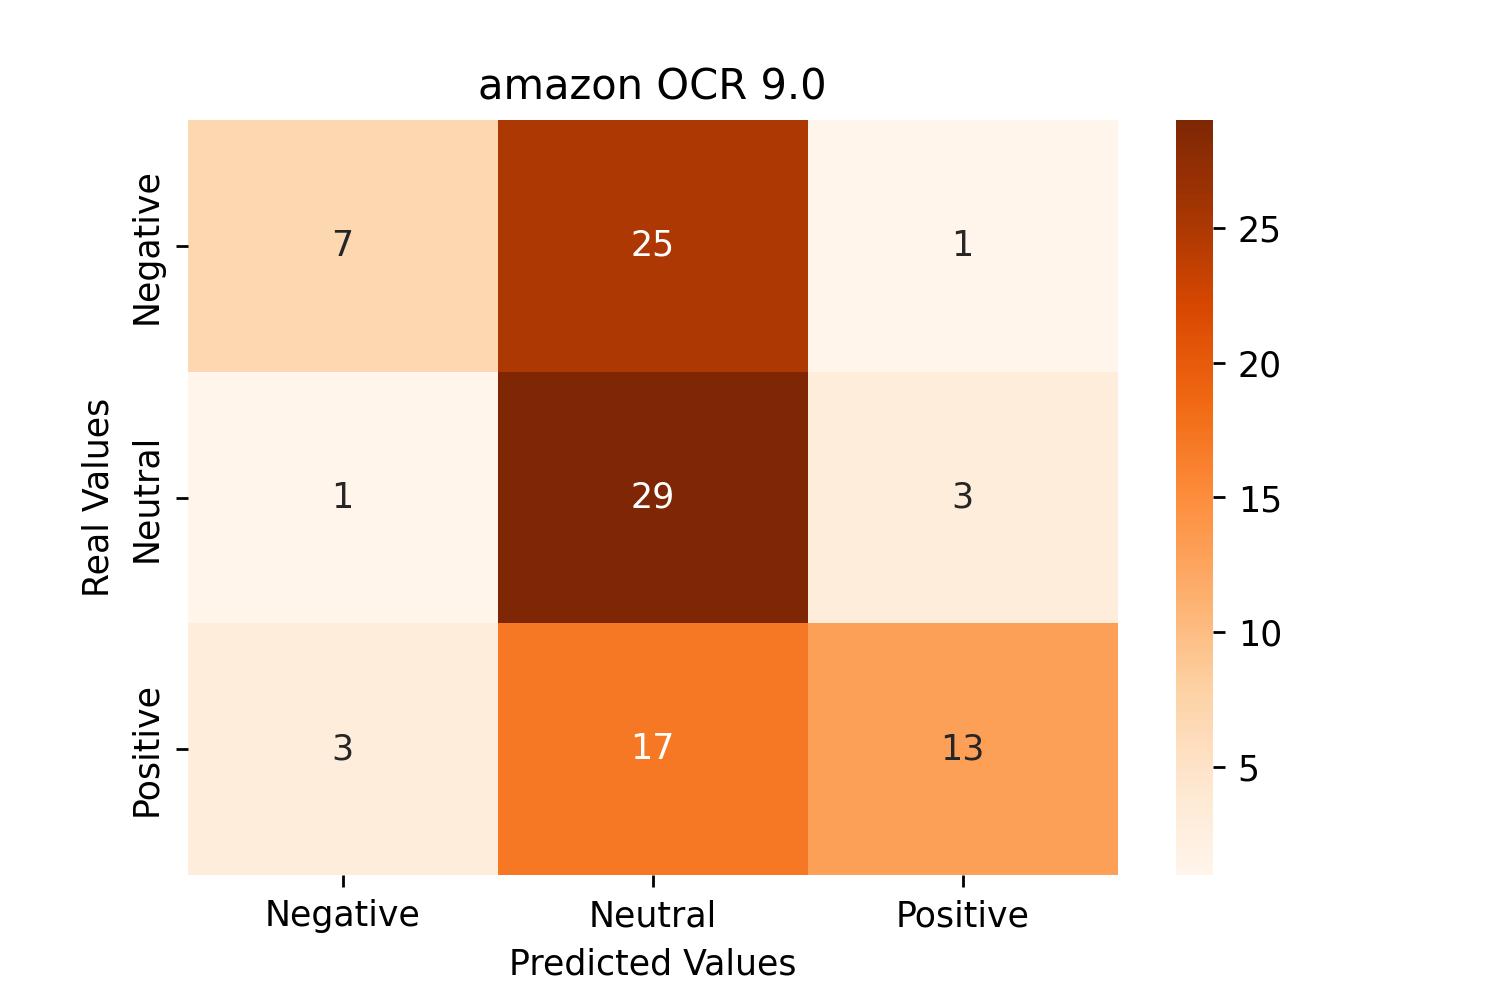 amazon OCR 9.0
Real Values
Negative
7 25 1
Neutral
1 29 3
Positive
3 17 13
Negative Neutral Positive
Predicted Values
25
20
15
10
5